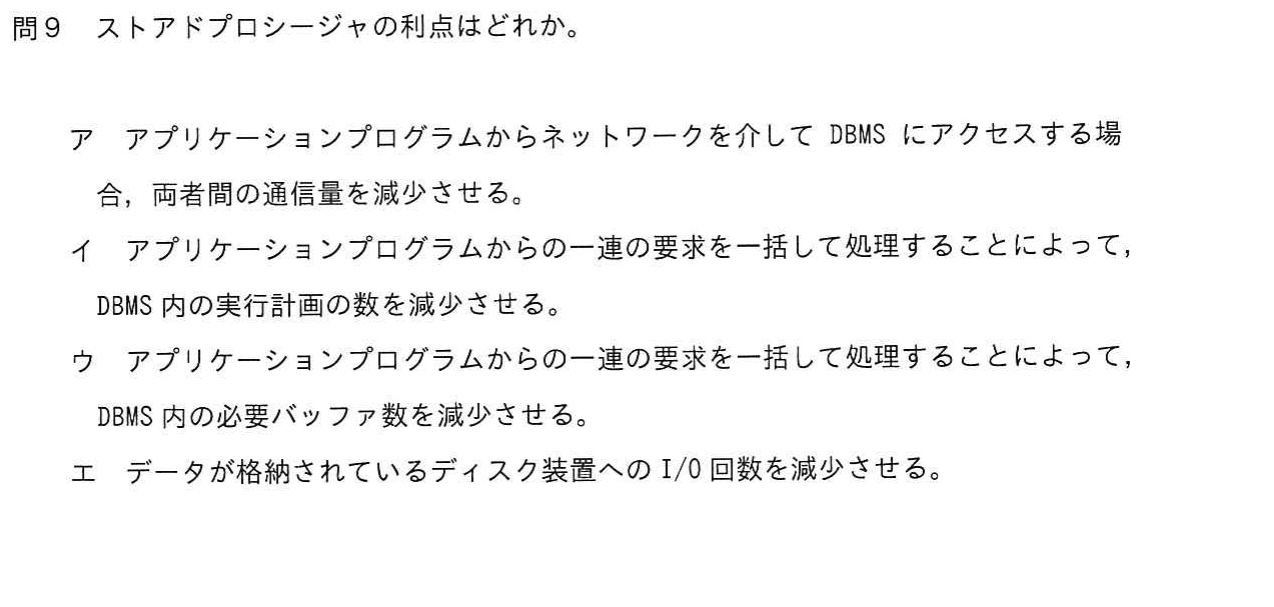 問９　ストアドプロシージャの利点はどれか。
ア　アプリケーションプログラムからネットワークを介して DBMS にアクセスする場
合，両者間の通信量を減少させる。
イ　アプリケーションプログラムからの一連の要求を一括して処理することによって，
DBMS 内の実行計画の数を減少させる。
ウ　アプリケーションプログラムからの一連の要求を一括して処理することによって，
DBMS 内の必要バッファ数を減少させる。
エ　データが格納されているディスク装置への I/O 回数を減少させる。